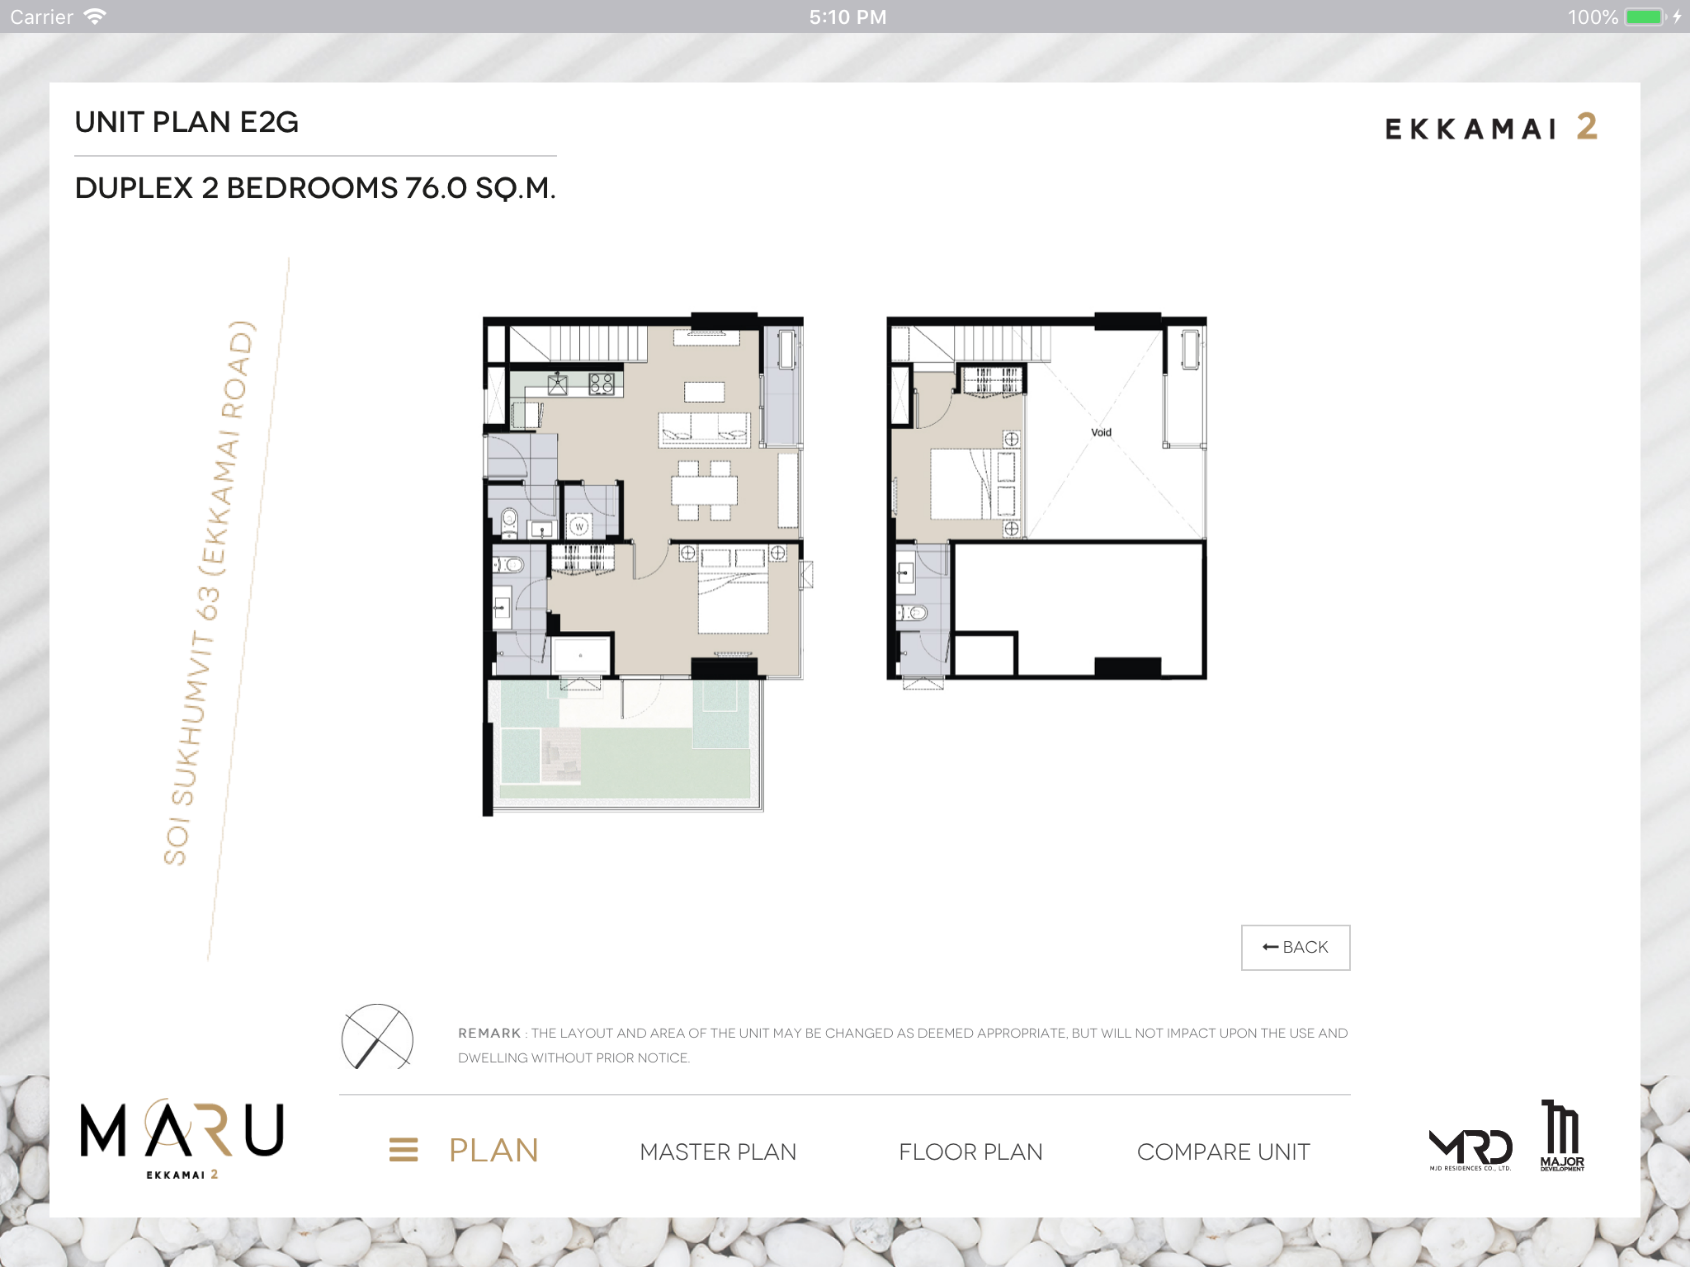 Carrier
5:10 PM
100%
UNIT PLAN E2G
EKKAMAI 2
DUPLEX 2 BEDROOMS 76.0 SQ.M.
SOI SUKHUMVIT 63 (EKKAMAI ROAD)
Void
W
BACK
REMARK : THE LAYOUT AND AREA OF THE UNIT MAY BE CHANGED AS DEEMED APPROPRIATE, BUT WILL NOT IMPACT UPON THE USE AND
DWELLING WITHOUT PRIOR NOTICE.
MARU
EKKAMAI 2
PLAN
MASTER PLAN
FLOOR PLAN
COMPARE UNIT
MRD
MJD RESIDENCES CO., LTD.
MAJOR
DEVELOPMENT